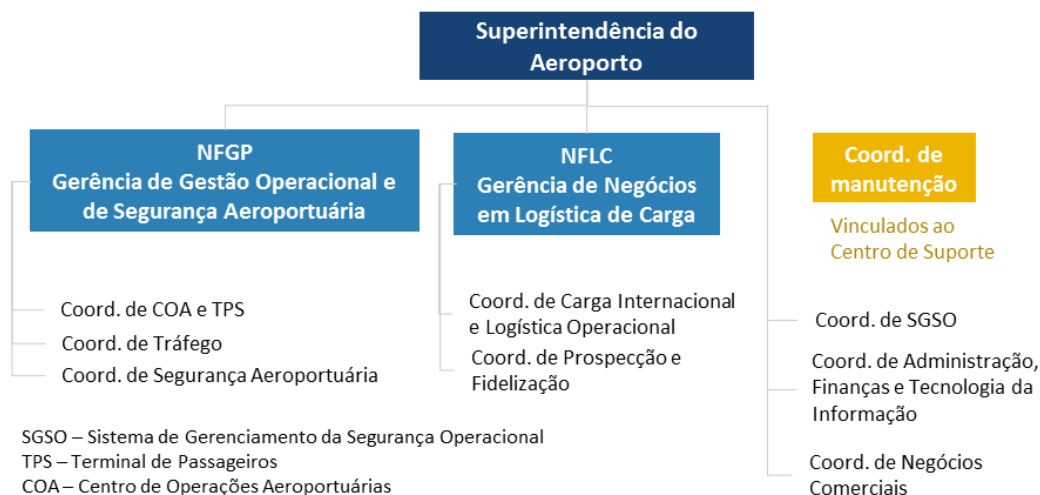 Superintendência do
Aeroporto
NFGP
Gerência de Gestão Operacional e
de Segurança Aeroportuária
NFLC
Gerência de Negócios
em Logística de Carga
Coord. de
manutenção
Vinculados ao
Centro de Suporte
Coord. de COA e TPS
Coord. de Tráfego
Coord. de Segurança Aeroportuária
Coord. de Carga Internacional
e Logística Operacional
Coord. de Prospecção e
Fidelização
Coord. de SGSO
Coord. de Administração,
Finanças e Tecnologia da
Informação
Coord. de Negócios
Comerciais
SGSO – Sistema de Gerenciamento da Segurança Operacional
TPS – Terminal de Passageiros
COA – Centro de Operações Aeroportuárias